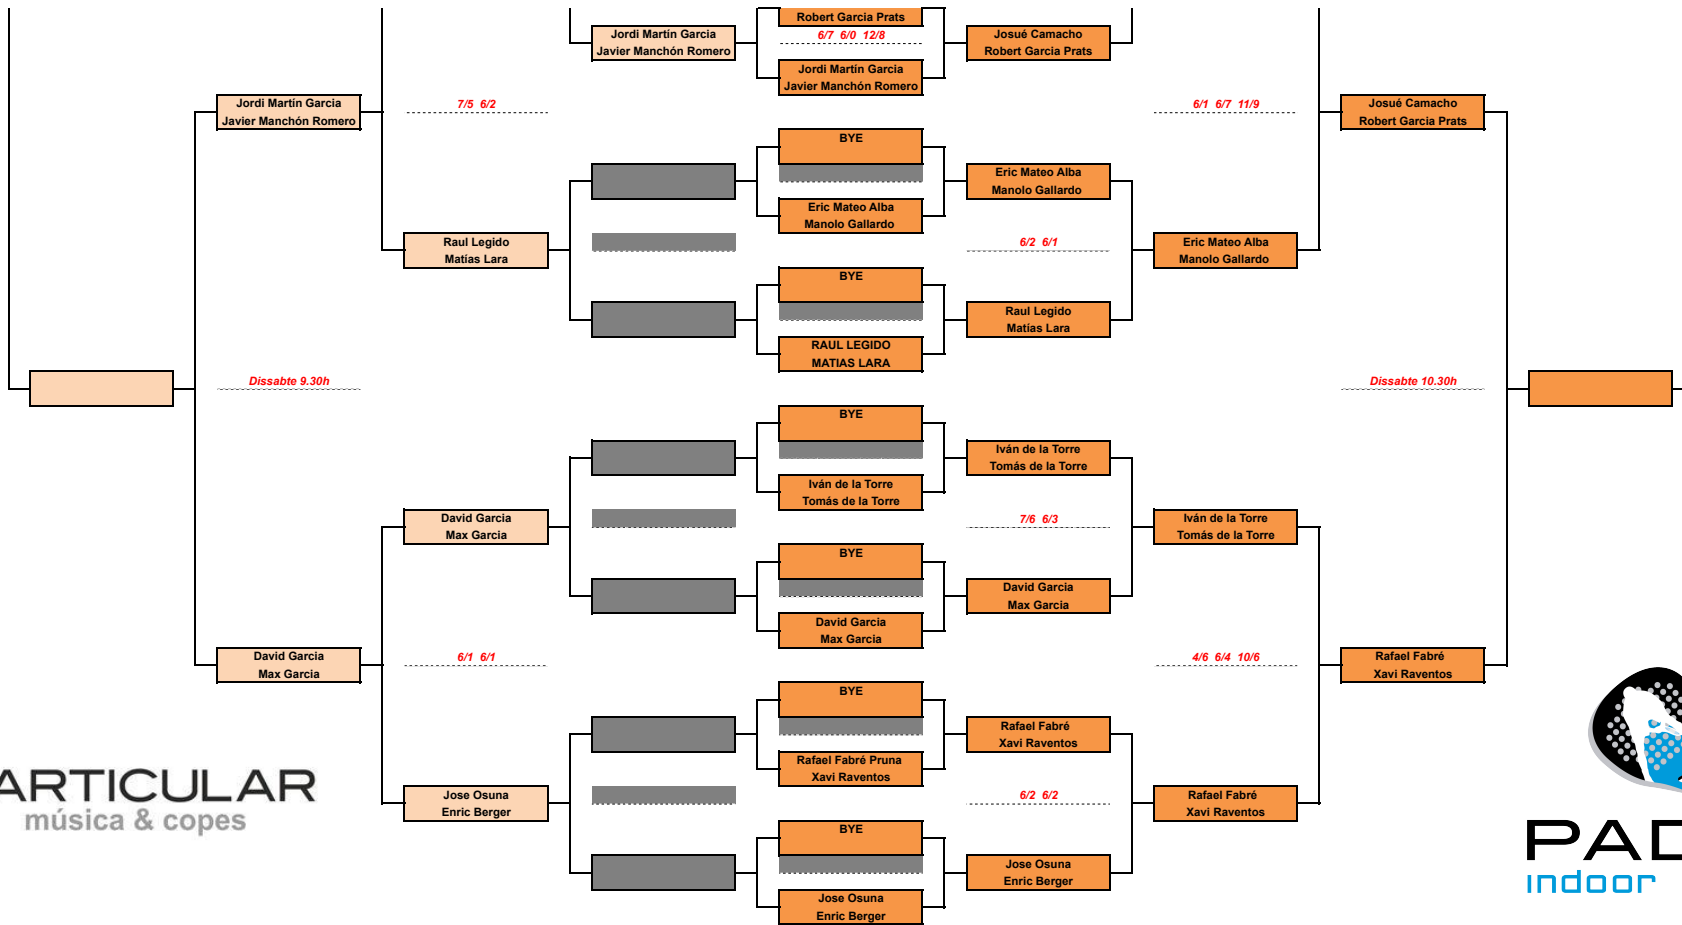 Robert Garcia Prats
Jordi Martín Garcia
Javier Manchón Romero
6/7 6/0 12/8
Josué Camacho
Robert Garcia Prats
Jordi Martín Garcia
Javier Manchón Romero
Jordi Martín Garcia
Javier Manchón Romero
7/5 6/2
6/1 6/7 11/9
Josué Camacho
Robert Garcia Prats
BYE
Eric Mateo Alba
Manolo Gallardo
Eric Mateo Alba
Manolo Gallardo
Raul Legido
Matías Lara
6/2 6/1
Eric Mateo Alba
Manolo Gallardo
BYE
Raul Legido
Matías Lara
RAUL LEGIDO
MATIAS LARA
Dissabte 9.30h
Dissabte 10.30h
BYE
Iván de la Torre
Tomás de la Torre
Iván de la Torre
Tomás de la Torre
David Garcia
Max Garcia
7/6 6/3
Iván de la Torre
Tomás de la Torre
BYE
David Garcia
Max Garcia
David Garcia
Max Garcia
David Garcia
Max Garcia
6/1 6/1
4/6 6/4 10/6
Rafael Fabré
Xavi Raventos
BYE
Rafael Fabré
Xavi Raventos
Rafael Fabré Pruna
Xavi Raventos
ARTICULAR
música & copes
Jose Osuna
Enric Berger
6/2 6/2
Rafael Fabré
Xavi Raventos
BYE
Jose Osuna
Enric Berger
Jose Osuna
Enric Berger
PAD
indoor